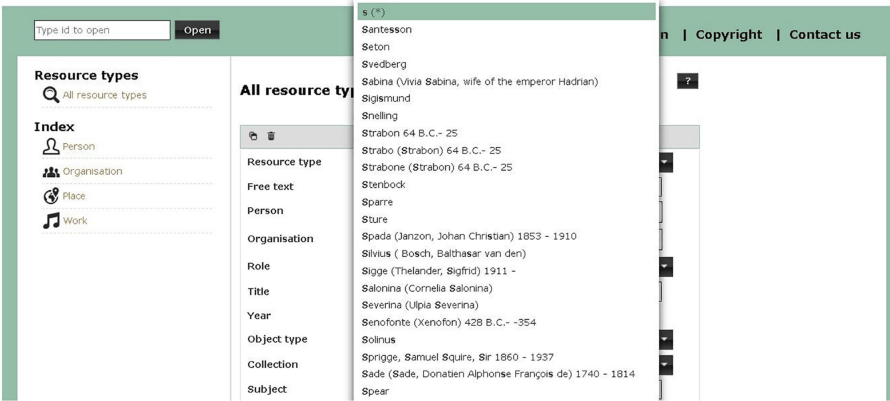 Type id to open
Open
n | Copyright | Contact us
Resource types
All resource types
Index
Person
Organisation
Place
Work
All resource ty
?
Resource type
Free text
Person
Organisation
Role
Title
Year
Object type
Collection
Subject
s (*)
Santesson
Seton
Svedberg
Sabina (Vivia Sabina, wife of the emperor Hadrian)
Sigismund
Snelling
Strabon 64 B.C.- 25
Strabo (Strabon) 64 B.C.- 25
Strabone (Strabon) 64 B.C.- 25
Stenbock
Sparre
Sture
Spada (Janzon, Johan Christian) 1853 - 1910
Silvius ( Bosch, Balthasar van den)
Sigge (Thelander, Sigfrid) 1911 -
Salonina (Cornelia Salonina)
Severina (Ulpia Severina)
Senofonte (Xenofon) 428 B.C.- -354
Solinus
Sprigge, Samuel Squire, Sir 1860 - 1937
Sade (Sade, Donatien Alphonse François de) 1740 - 1814
Spear